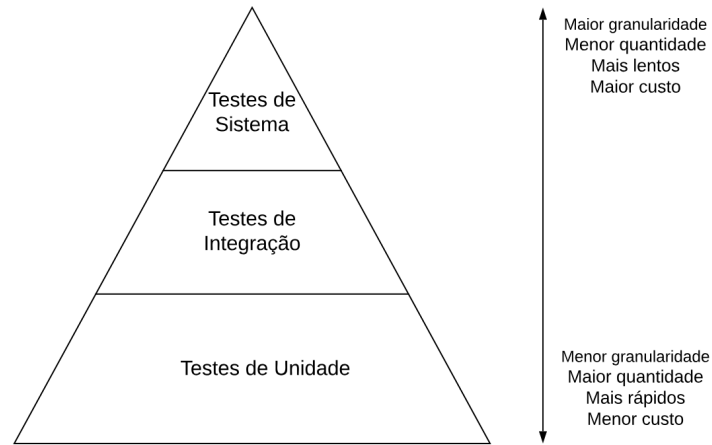 Testes de
Sistema
Testes de
Integração
Testes de Unidade
Maior granularidade
Menor quantidade
Mais lentos
Maior custo
Menor granularidade
Maior quantidade
Mais rápidos
Menor custo